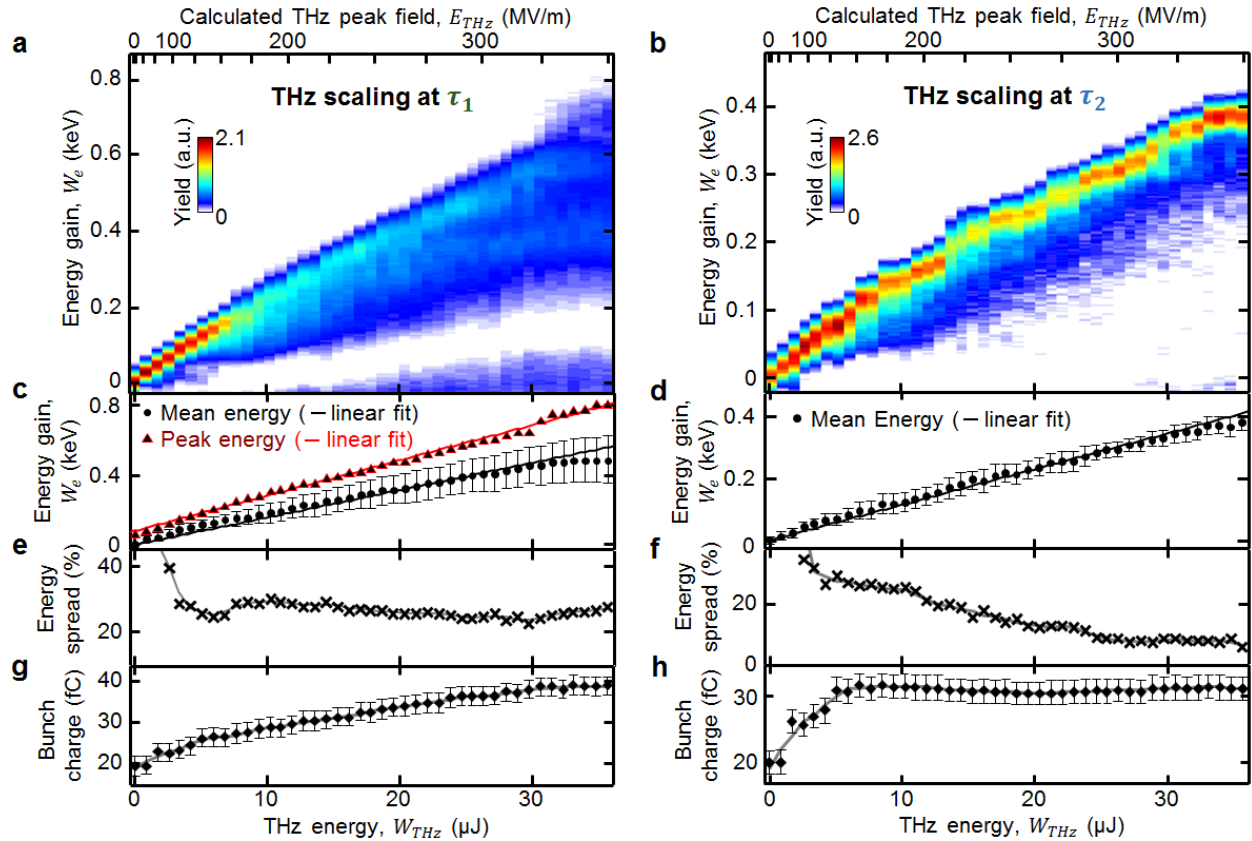 Calculated THz peak field, E_THz (MV/m)
0 100 200 300
a
THz scaling at τ1
Energy gain, W_e (keV)
0.8
0.6
0.4
0.2
0
Yield (a.u.)
2.1
0
Calculated THz peak field, E_THz (MV/m)
0 100 200 300
b
THz scaling at τ2
Energy gain, W_e (keV)
0.4
0.3
0.2
0.1
0
Yield (a.u.)
2.6
0
c
Energy gain,
W_e (keV)
0.8
0.4
0
Mean energy (– linear fit)
Peak energy (– linear fit)
d
Energy gain,
W_e (keV)
0.4
0.2
0
Mean Energy (– linear fit)
e
Energy
spread (%)
40
20
f
Energy
spread (%)
40
20
0
g
Bunch
charge (fC)
40
30
20
0 10 20 30
THz energy, W_THz (μJ)
h
Bunch
charge (fC)
30
20
0 10 20 30
THz energy, W_THz (μJ)